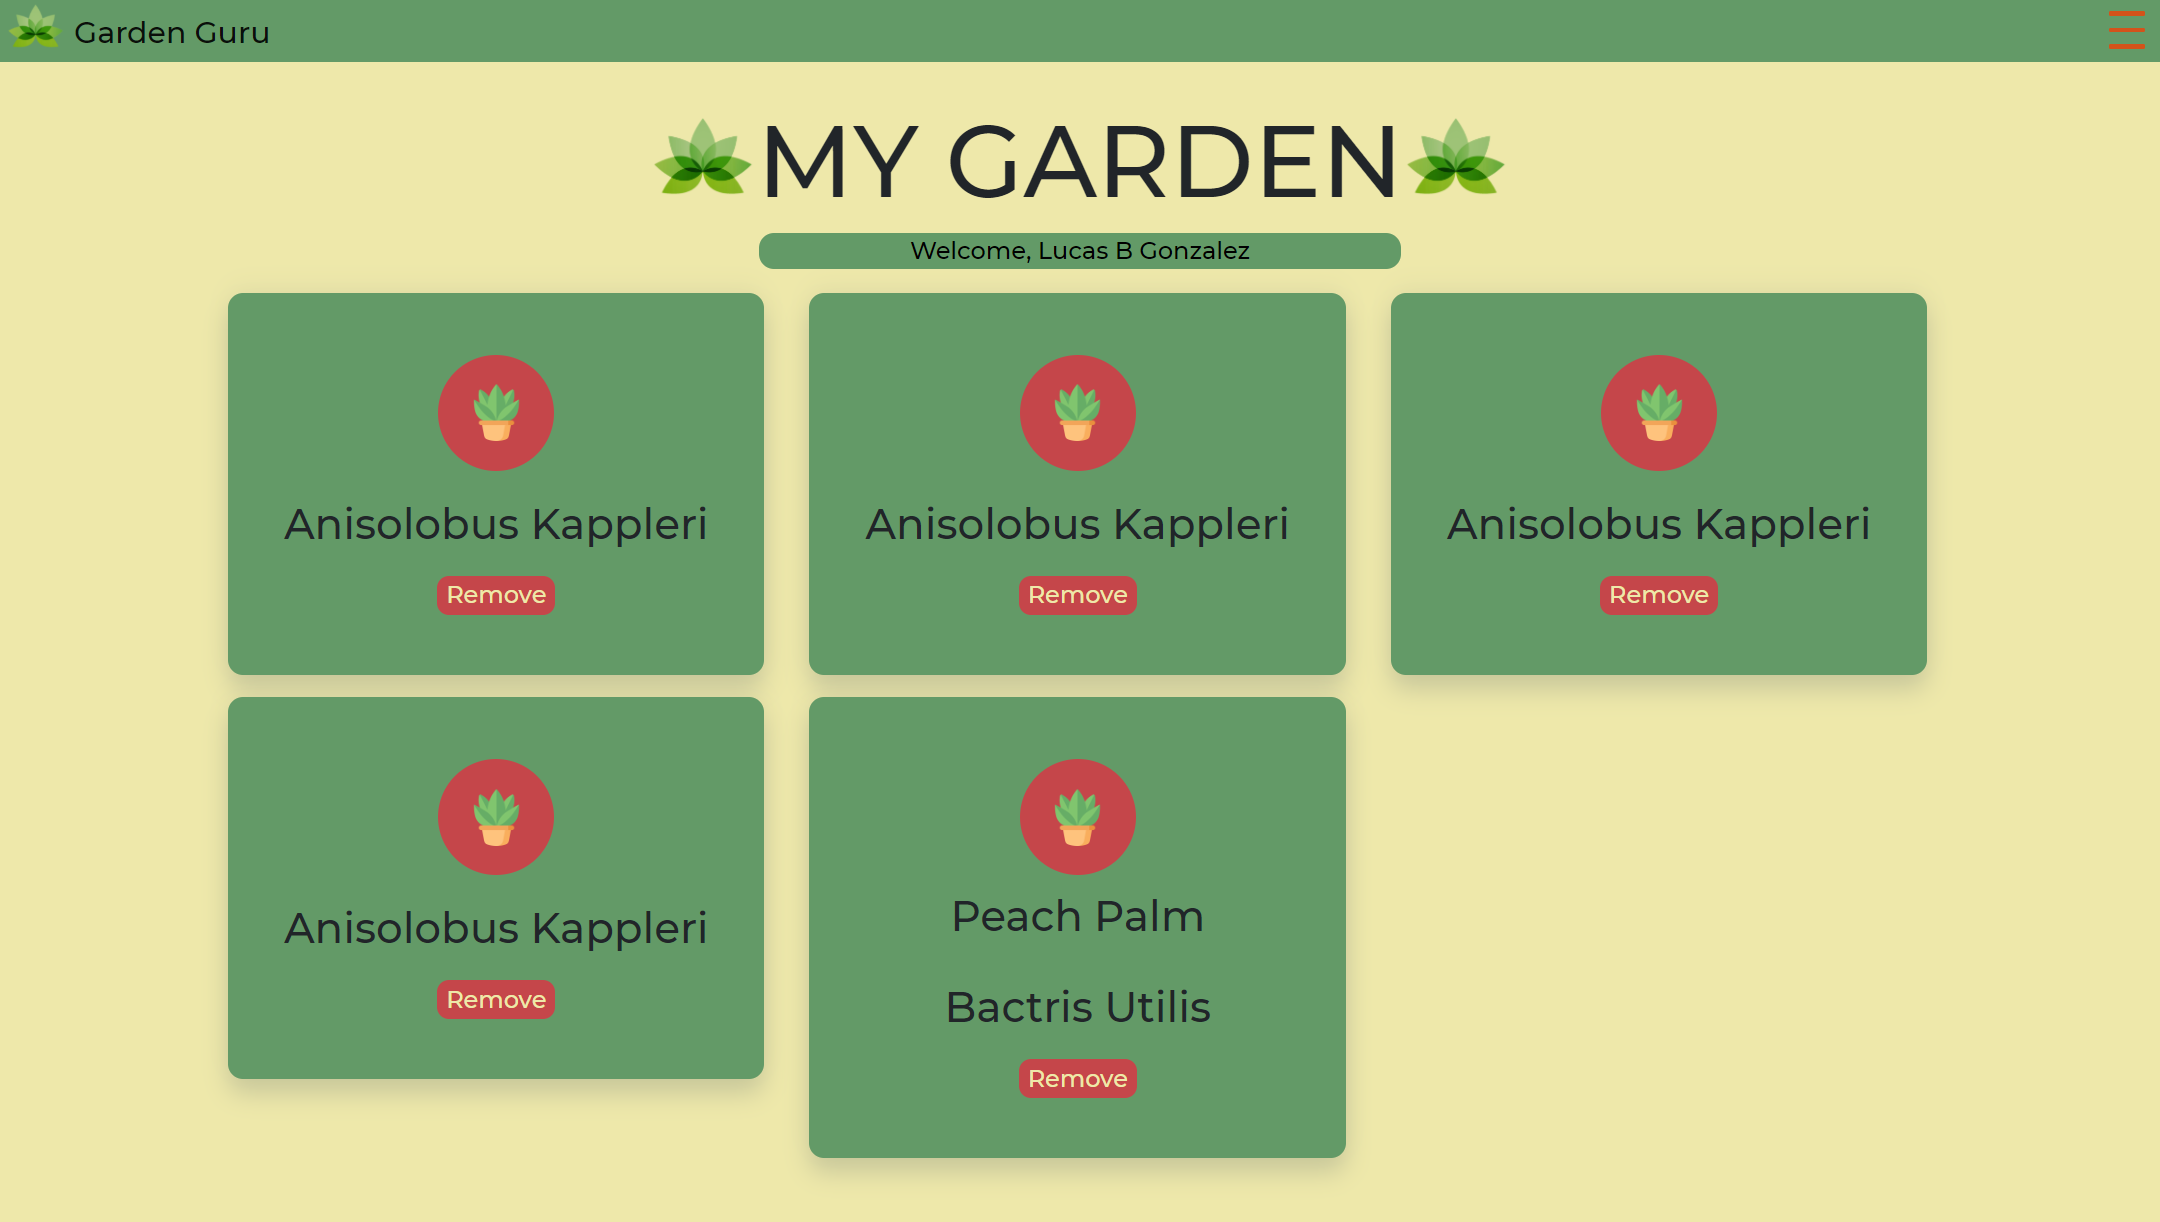 Garden Guru
MY GARDEN
Welcome, Lucas B Gonzalez
Anisolobus Kappleri
Remove
Anisolobus Kappleri
Remove
Anisolobus Kappleri
Remove
Anisolobus Kappleri
Remove
Peach Palm
Bactris Utilis
Remove